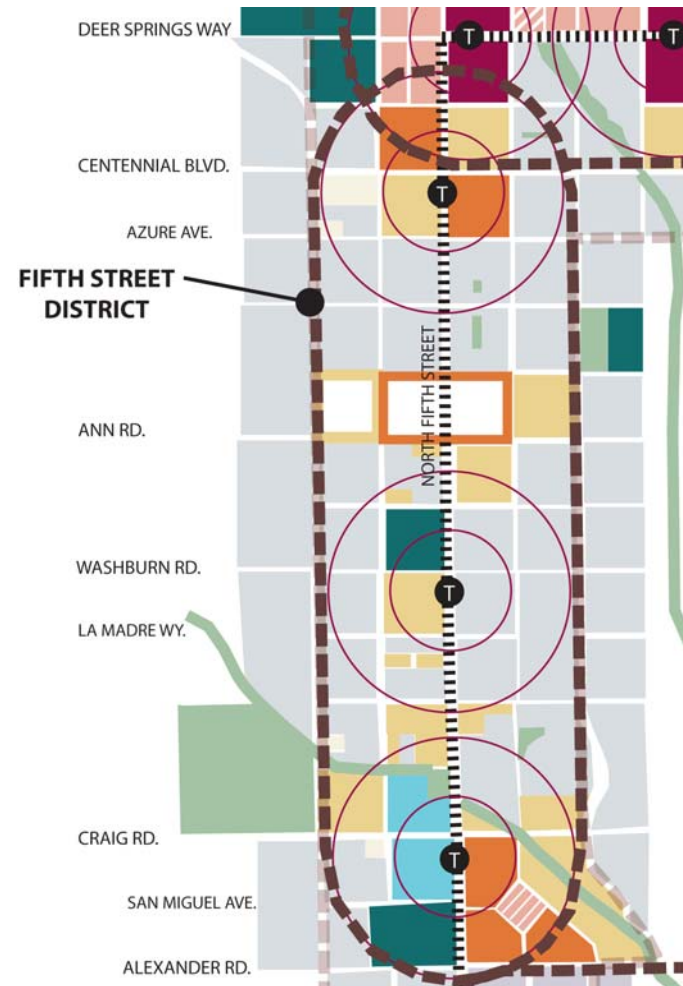 DEER SPRINGS WAY
T
T
CENTENNIAL BLVD.
T
AZURE AVE.
FIFTH STREET
DISTRICT
NORTH FIFTH STREET
ANN RD.
WASHBURN RD.
T
LA MADRE WY.
CRAIG RD.
T
SAN MIGUEL AVE.
ALEXANDER RD.